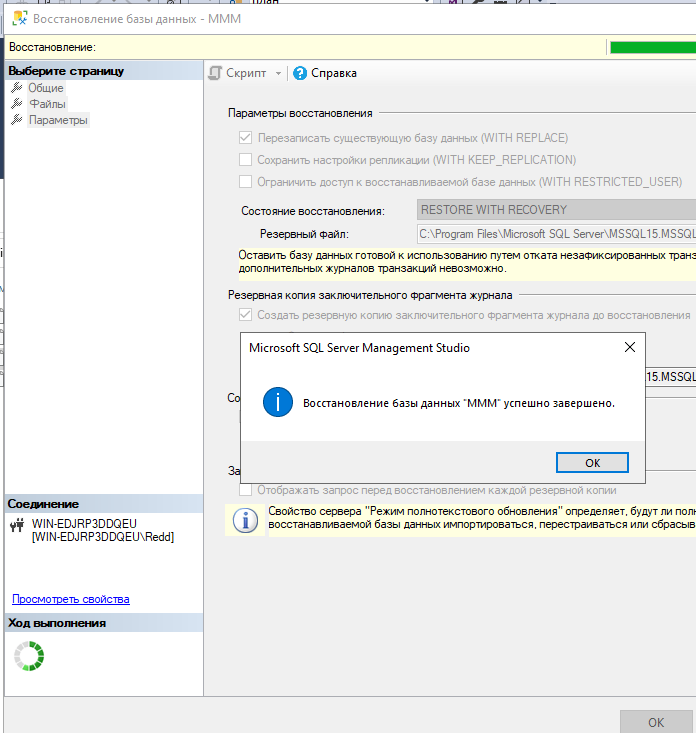 план
Восстановление базы данных - МММ
Восстановление:
Выберите страницу
Общие
Файлы
Параметры
Скрипт
Справка
Параметры восстановления
Перезаписать существующую базу данных (WITH REPLACE)
Сохранить настройки репликации (WITH KEEP_REPLICATION)
Ограничить доступ к восстанавливаемой базе данных (WITH RESTRICTED_USER)
Состояние восстановления:
RESTORE WITH RECOVERY
Резервный файл:
C:\Program Files\Microsoft SQL Server\MSSQL15.MSSQL
Оставить базу данных готовой к использованию путем отката незафиксированных тран
дополнительных журналов транзакций невозможно.
Резервная копия заключительного фрагмента журнала
Создать резервную копию заключительного фрагмента журнала до восстановления
Microsoft SQL Server Management Studio
15.MSSQL
Восстановление базы данных "МММ" успешно завершено.
Со
OK
За
Отображать запрос перед восстановлением каждой резервной копии
Свойство сервера "Режим полнотекстового обновления" определяет, будут ли пол
восстанавливаемой базы данных импортироваться, перестраиваться или сбрасыв
Соединение
WIN-EDJRP3DDQEU
[WIN-EDJRP3DDQEU\Redd]
Просмотреть свойства
Ход выполнения
OK